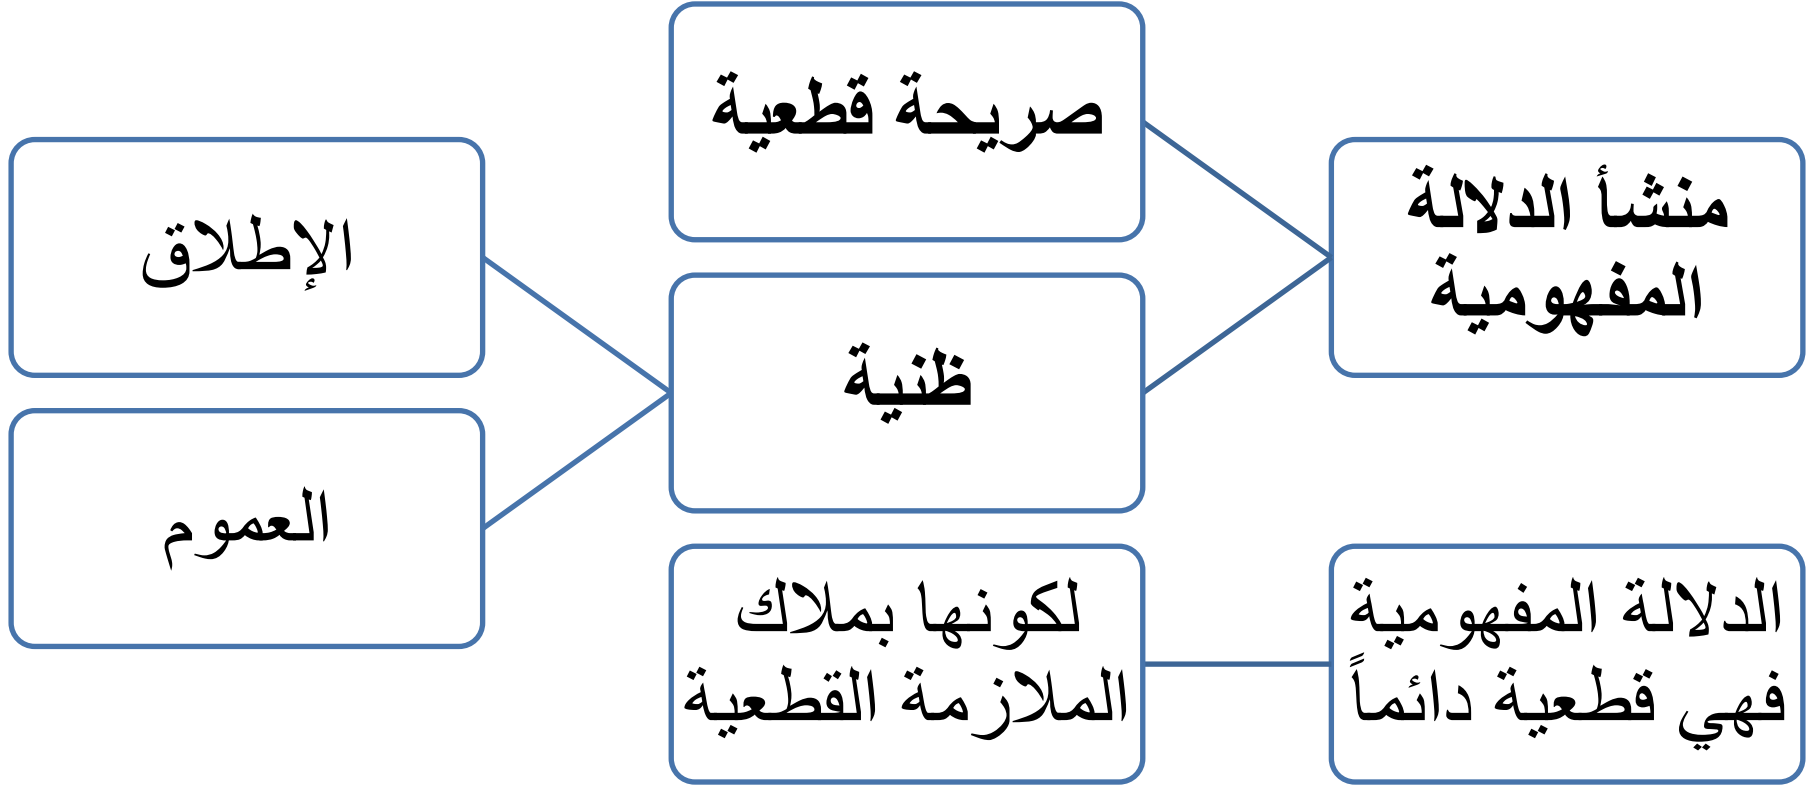 منشأ الدلالة
المفهومية
صريحة قطعية
ظنية
الإطلاق
العموم
الدلالة المفهومية
فهي قطعية دائماً
لكونها بملاك
الملازمة القطعية